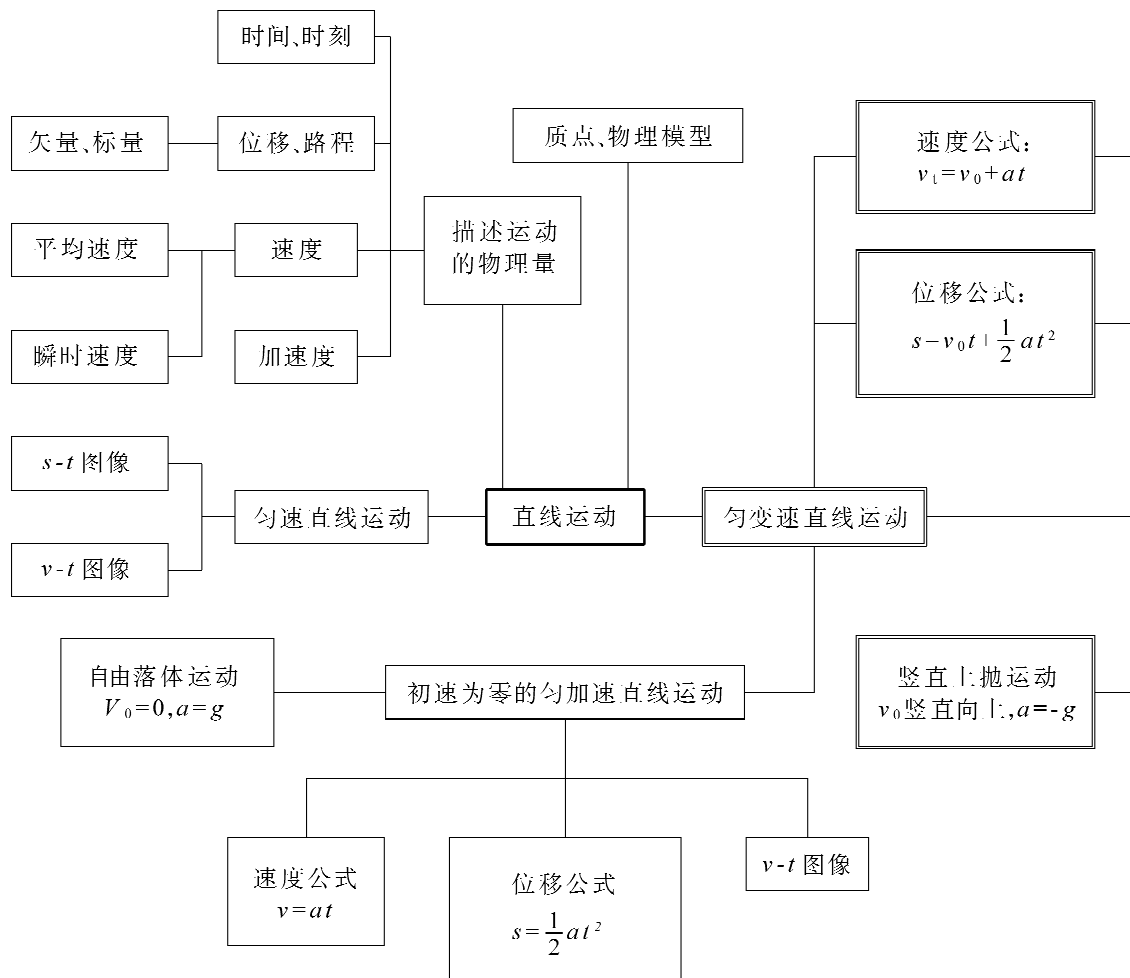 时间、时刻
矢量、标量
位移、路程
质点、物理模型
速度公式：
vₜ=v₀+at
平均速度
速度
描述运动
的物理量
位移公式：
s–v₀t+½at²
瞬时速度
加速度
s-t图像
匀速直线运动
直线运动
匀变速直线运动
v-t图像
自由落体运动
V₀=0,a=g
初速为零的匀加速直线运动
竖直上抛运动
v₀竖直向上,a=-g
速度公式
v=at
位移公式
s=½at²
v-t图像